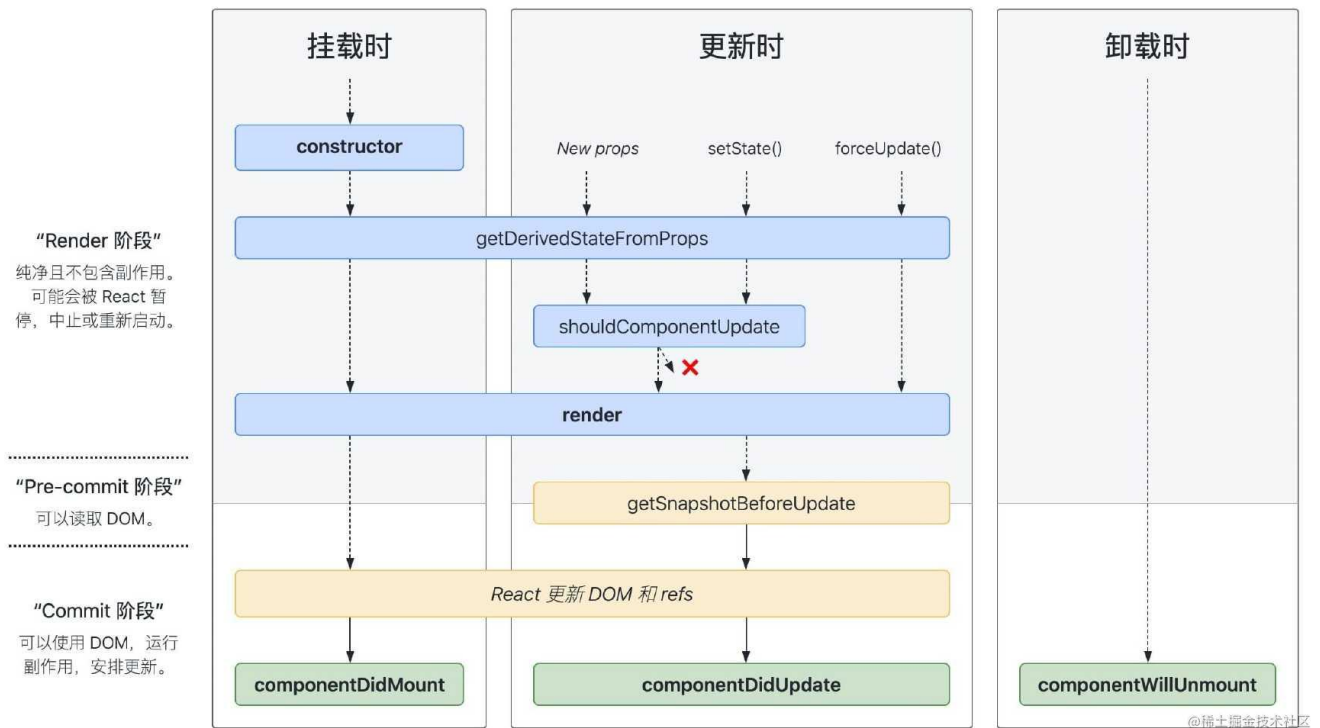 挂载时
更新时
卸载时
constructor
New props
setState()
forceUpdate()
“Render 阶段”
纯净且不包含副作用。
可能会被 React 暂
停，中止或重新启动。
getDerivedStateFromProps
shouldComponentUpdate
render
“Pre-commit 阶段”
可以读取 DOM。
getSnapshotBeforeUpdate
“Commit 阶段”
可以使用 DOM，运行
副作用，安排更新。
React 更新 DOM 和 refs
componentDidMount
componentDidUpdate
componentWillUnmount
@稀土掘金技术社区